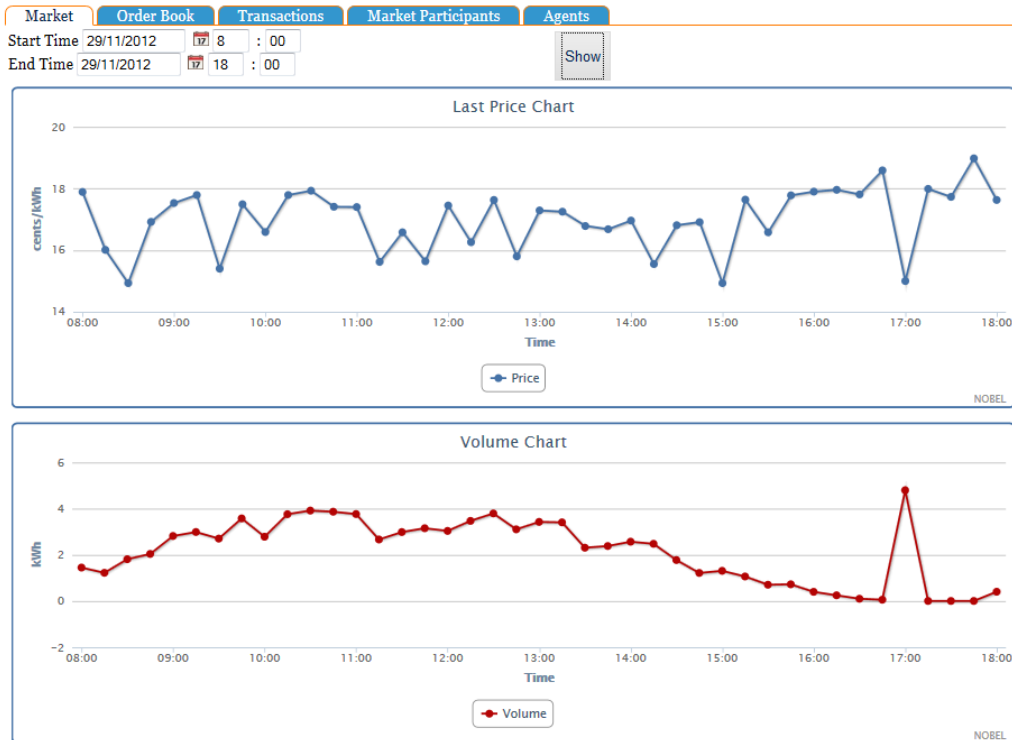 Market Order Book Transactions Market Participants Agents
Start Time 29/11/2012 17 8 : 00
End Time 29/11/2012 17 18 : 00
Show
Last Price Chart
20
18
16
14
cents/kWh
08:00 09:00 10:00 11:00 12:00 13:00 14:00 15:00 16:00 17:00 18:00
Time
Price
NOBEL
Volume Chart
6
4
2
0
-2
kWh
08:00 09:00 10:00 11:00 12:00 13:00 14:00 15:00 16:00 17:00 18:00
Time
Volume
NOBEL